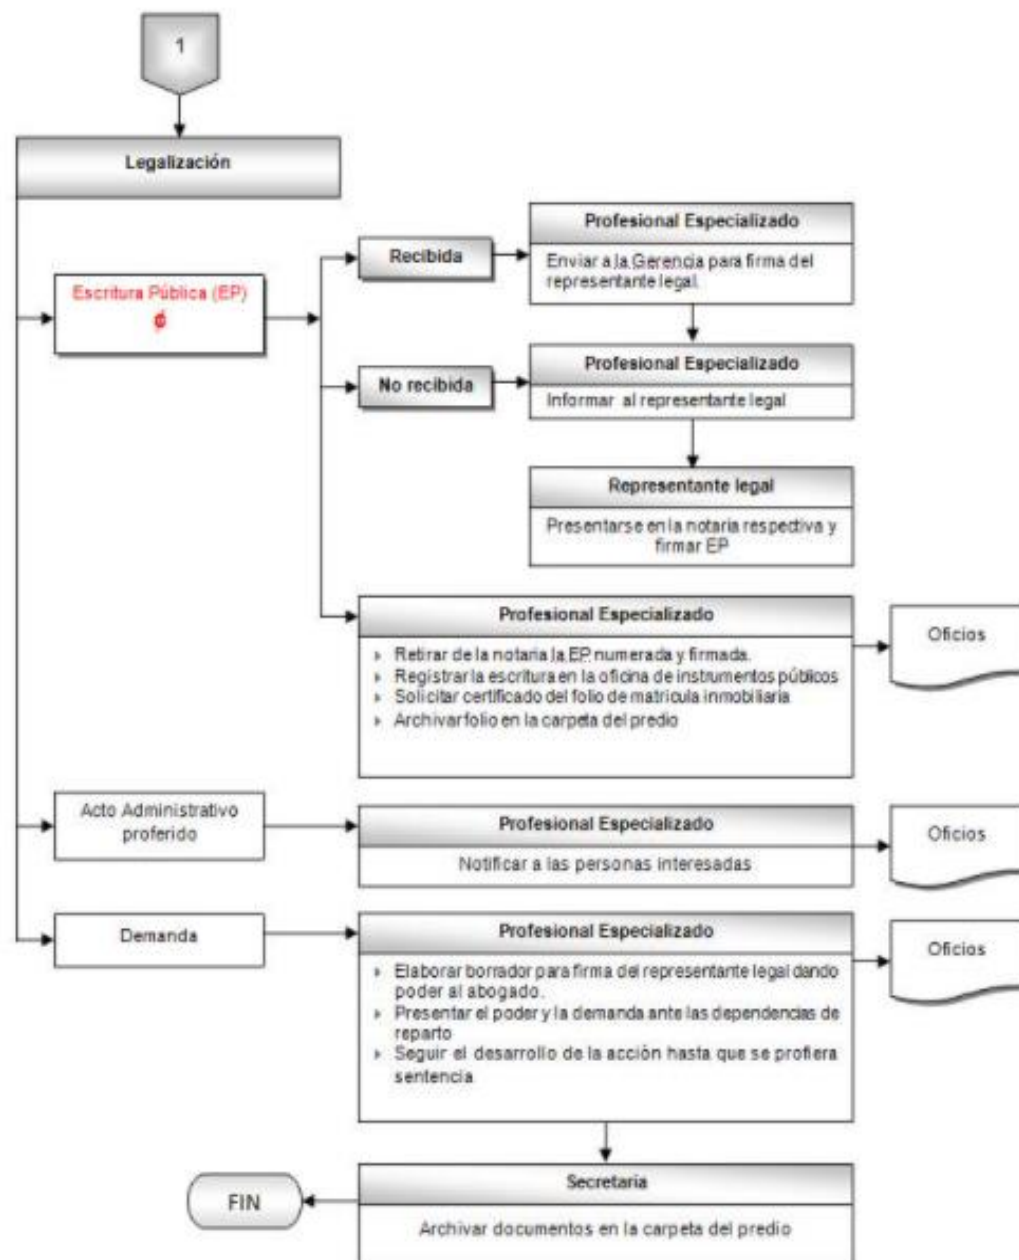 1
Legalización
Profesional Especializado
Recibida
Enviar a la Gerencia para firma del
representante legal.
Escritura Pública (EP)
Profesional Especializado
No recibida
Informar al representante legal
Representante legal
Presentarse en la notaria respectiva y
firmar EP
Profesional Especializado
Oficios
Retirar de la notaria la EP numerada y firmada.
Registrar la escritura en la oficina de instrumentos públicos
Solicitar certificado del folio de matricula inmobiliaria
Archivar folio en la carpeta del predio
Acto Administrativo
proferido
Profesional Especializado
Notificar a las personas interesadas
Oficios
Demanda
Profesional Especializado
Elaborar borrador para firma del representante legal dando
poder al abogado.
Presentar el poder y la demanda ante las dependencias de
reparto
Seguir el desarrollo de la acción hasta que se profiera
sentencia
Oficios
Secretaria
Archivar documentos en la carpeta del predio
FIN